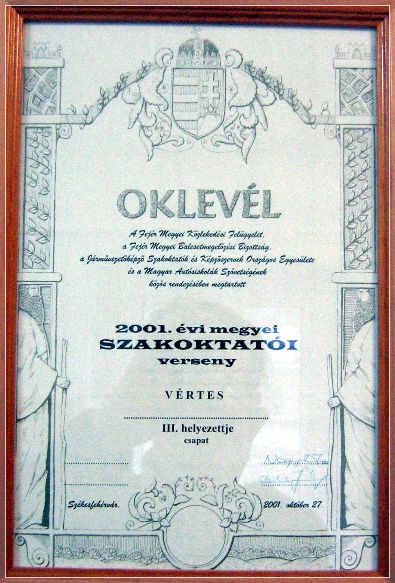 OKLEVÉL
A Fejér Megyei Közlekedési Felügyelet,
a Fejér Megyei Balesetmegelőzési Bizottság,
a Járművezetőképző Szakoktatók és Képzőszervek Országos Egyesülete
és a Magyar Autósiskolák Szövetségének
közös rendezésében megtartott
2001. évi megyei
SZAKOKTATÓI
verseny
VÉRTES
III. helyezettje
csapat
Székesfehérvár, 2001. október 27.